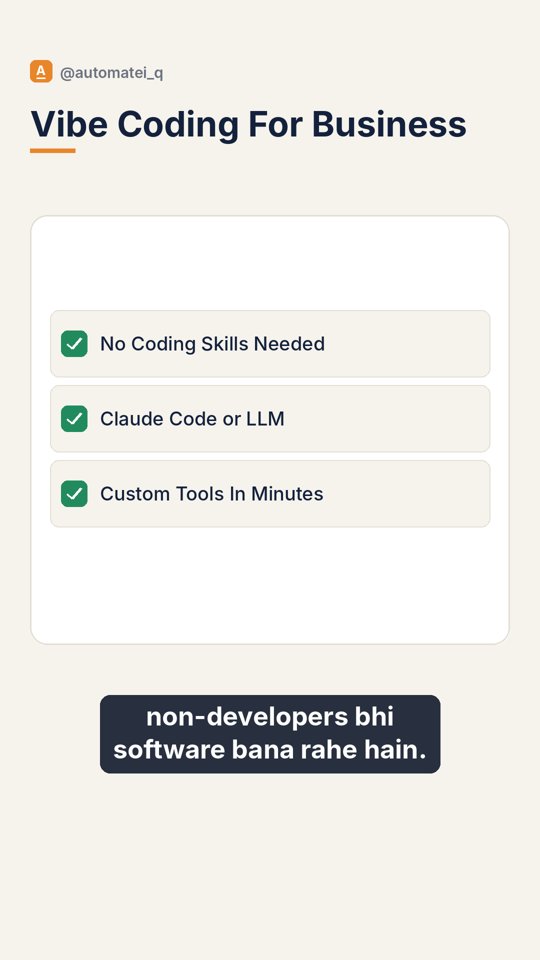 A
@automatei_q
Vibe Coding For Business
No Coding Skills Needed
Claude Code or LLM
Custom Tools In Minutes
non-developers bhi
software bana rahe hain.